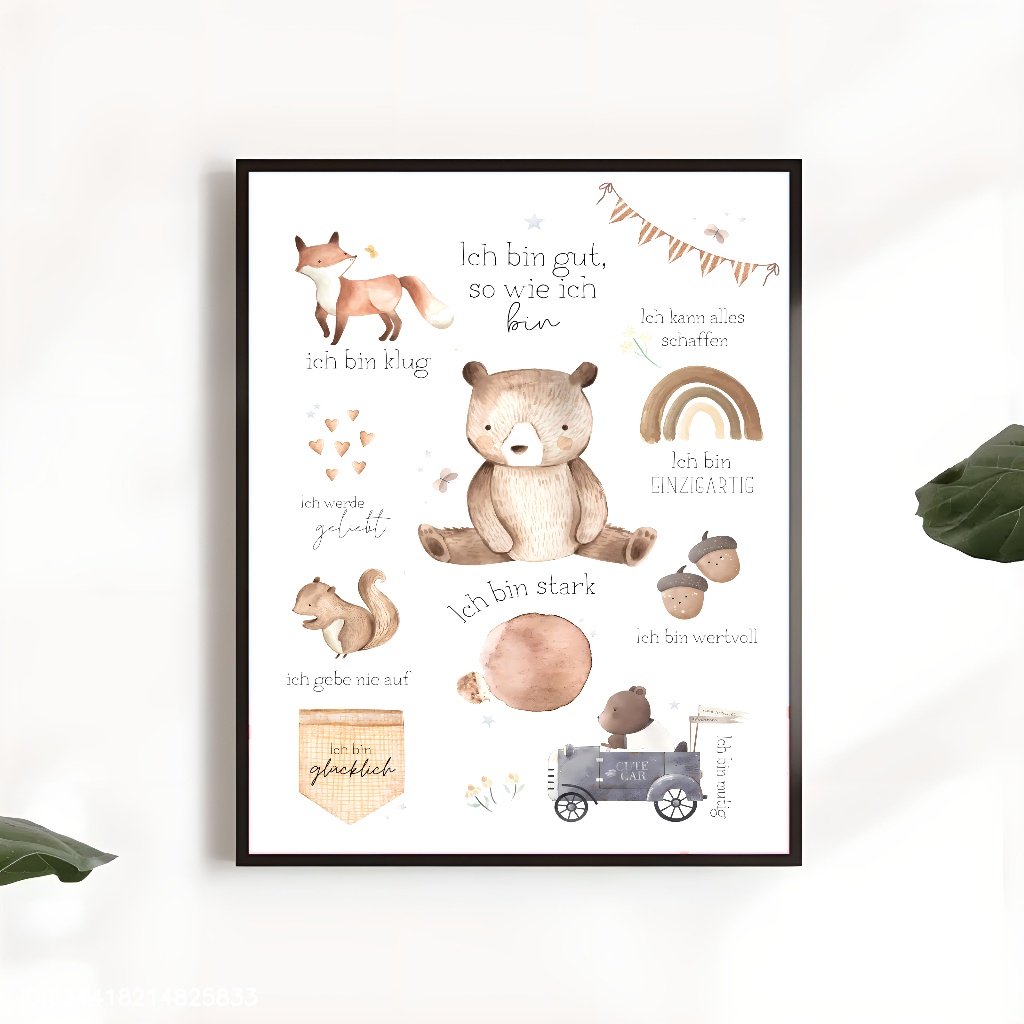 Ich bin gut,
so wie ich
bin
ich bin klug
Ich kann alles
schaffen
Ich bin
EINZIGARTIG
ich werde
geliebt
Ich bin stark
Ich bin wertvoll
ich gebe nie auf
Ich bin
glücklich
CUTE
CAR
Ich bin mutig
18214825833